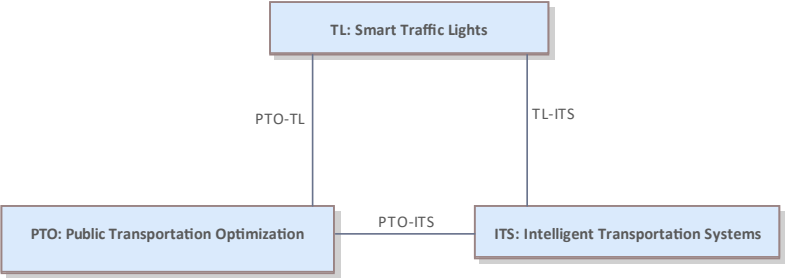 TL: Smart Traffic Lights
PTO-TL
TL-ITS
PTO: Public Transportation Optimization
PTO-ITS
ITS: Intelligent Transportation Systems